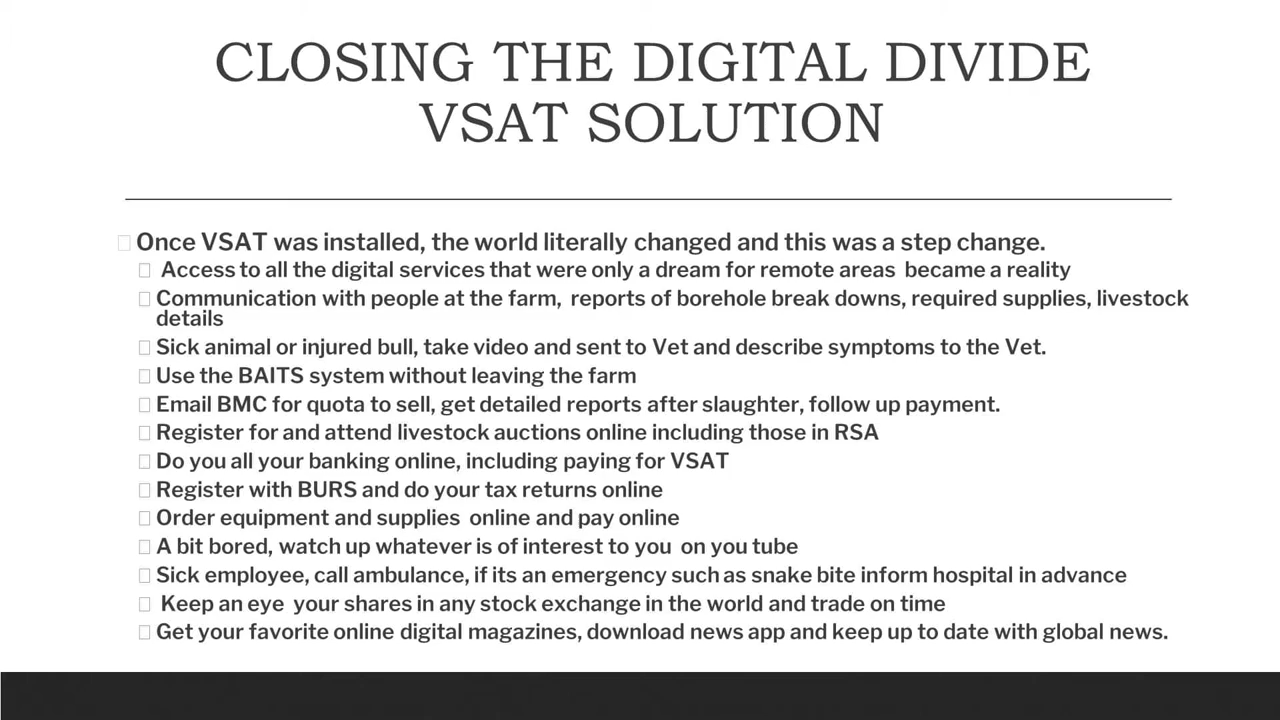 CLOSING THE DIGITAL DIVIDE
VSAT SOLUTION
Once VSAT was installed, the world literally changed and this was a step change.
Access to all the digital services that were only a dream for remote areas became a reality
Communication with people at the farm, reports of borehole break downs, required supplies, livestock
details
Sick animal or injured bull, take video and sent to Vet and describe symptoms to the Vet.
Use the BAITS system without leaving the farm
Email BMC for quota to sell, get detailed reports after slaughter, follow up payment.
Register for and attend livestock auctions online including those in RSA
Do you all your banking online, including paying for VSAT
Register with BURS and do your tax returns online
Order equipment and supplies online and pay online
A bit bored, watch up whatever is of interest to you on you tube
Sick employee, call ambulance, if its an emergency such as snake bite inform hospital in advance
Keep an eye your shares in any stock exchange in the world and trade on time
Get your favorite online digital magazines, download news app and keep up to date with global news.